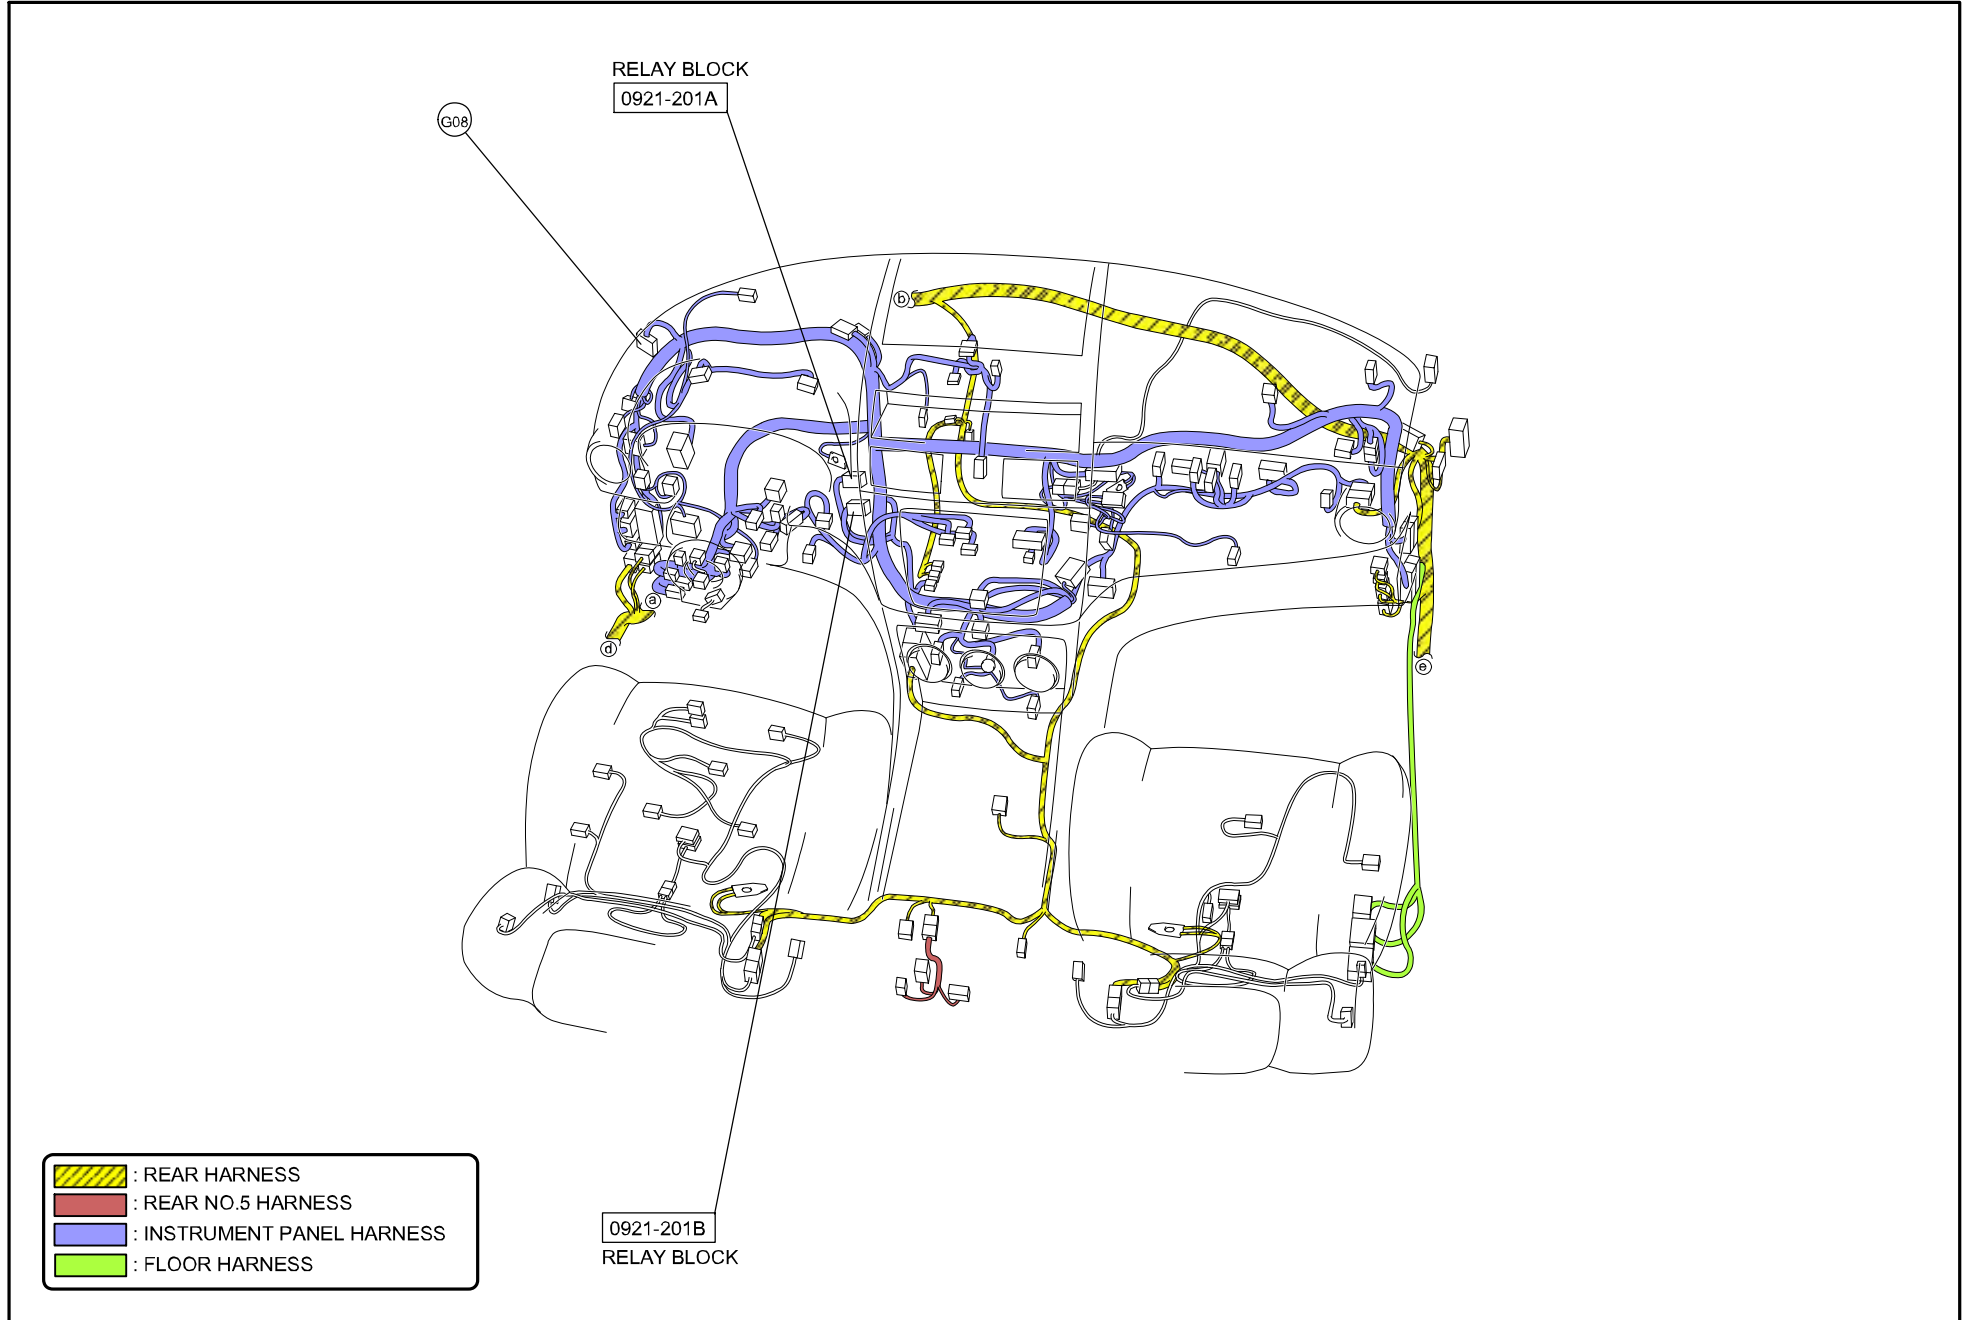 RELAY BLOCK
0921-201A
G08
b
a
d
e
: REAR HARNESS
: REAR NO.5 HARNESS
: INSTRUMENT PANEL HARNESS
: FLOOR HARNESS
0921-201B
RELAY BLOCK